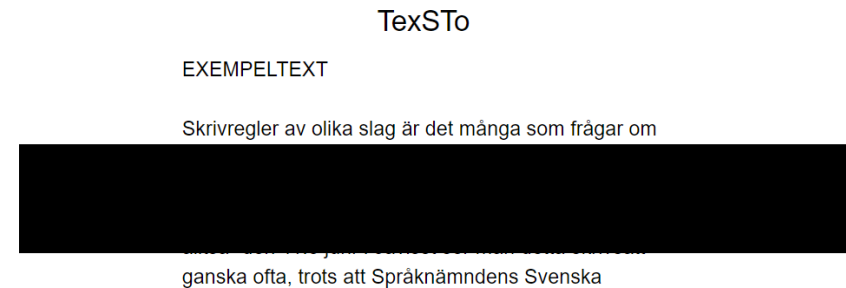 TexSTo
EXEMPELTEXT
Skrivregler av olika slag är det många som frågar om
ganska ofta, trots att Språknämndens Svenska